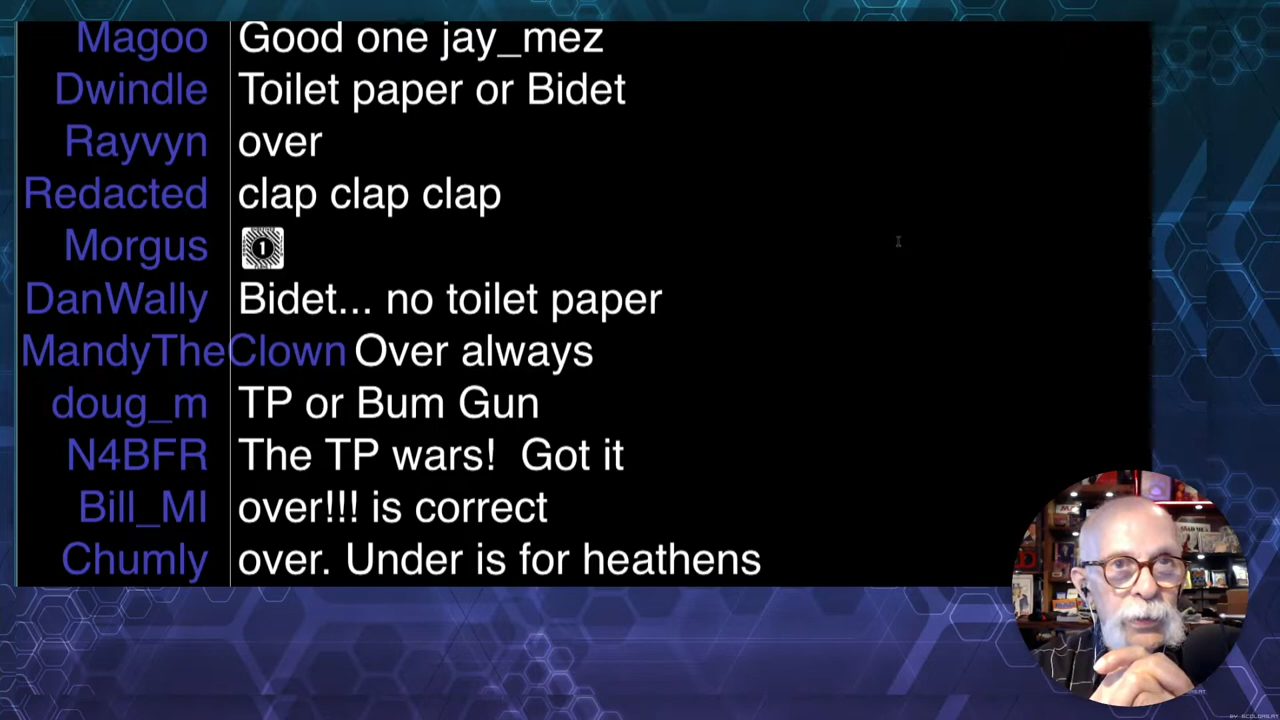 Magoo Good one jay_mez
Dwindle Toilet paper or Bidet
Rayvyn over
Redacted clap clap clap
Morgus 1
DanWally Bidet... no toilet paper
MandyTheClown Over always
doug_m TP or Bum Gun
N4BFR The TP wars!  Got it
Bill_MI over!!! is correct
Chumly over. Under is for heathens